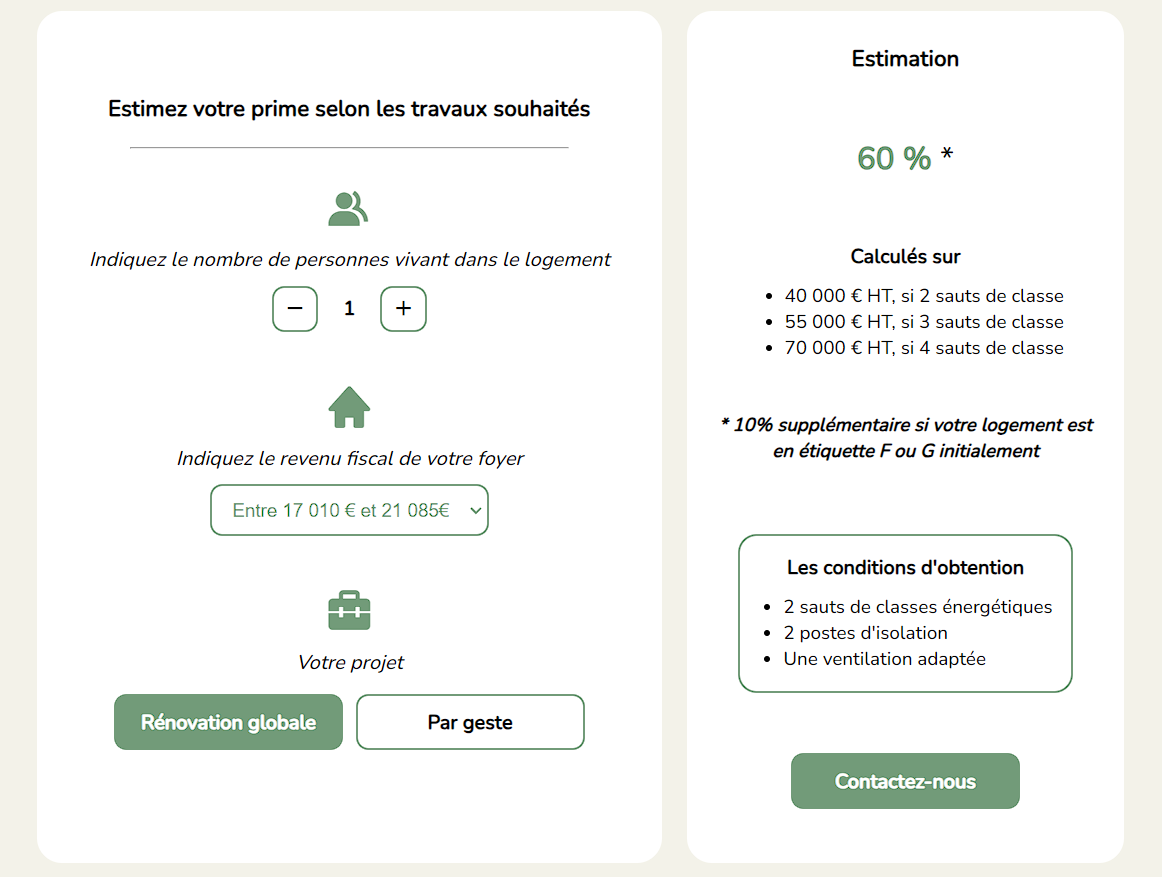 Estimez votre prime selon les travaux souhaités
Indiquez le nombre de personnes vivant dans le logement
− 1 +
Indiquez le revenu fiscal de votre foyer
Entre 17 010 € et 21 085€
Votre projet
Rénovation globale
Par geste
Estimation
60 % *
Calculés sur
• 40 000 € HT, si 2 sauts de classe
• 55 000 € HT, si 3 sauts de classe
• 70 000 € HT, si 4 sauts de classe
* 10% supplémentaire si votre logement est
en étiquette F ou G initialement
Les conditions d'obtention
• 2 sauts de classes énergétiques
• 2 postes d'isolation
• Une ventilation adaptée
Contactez-nous